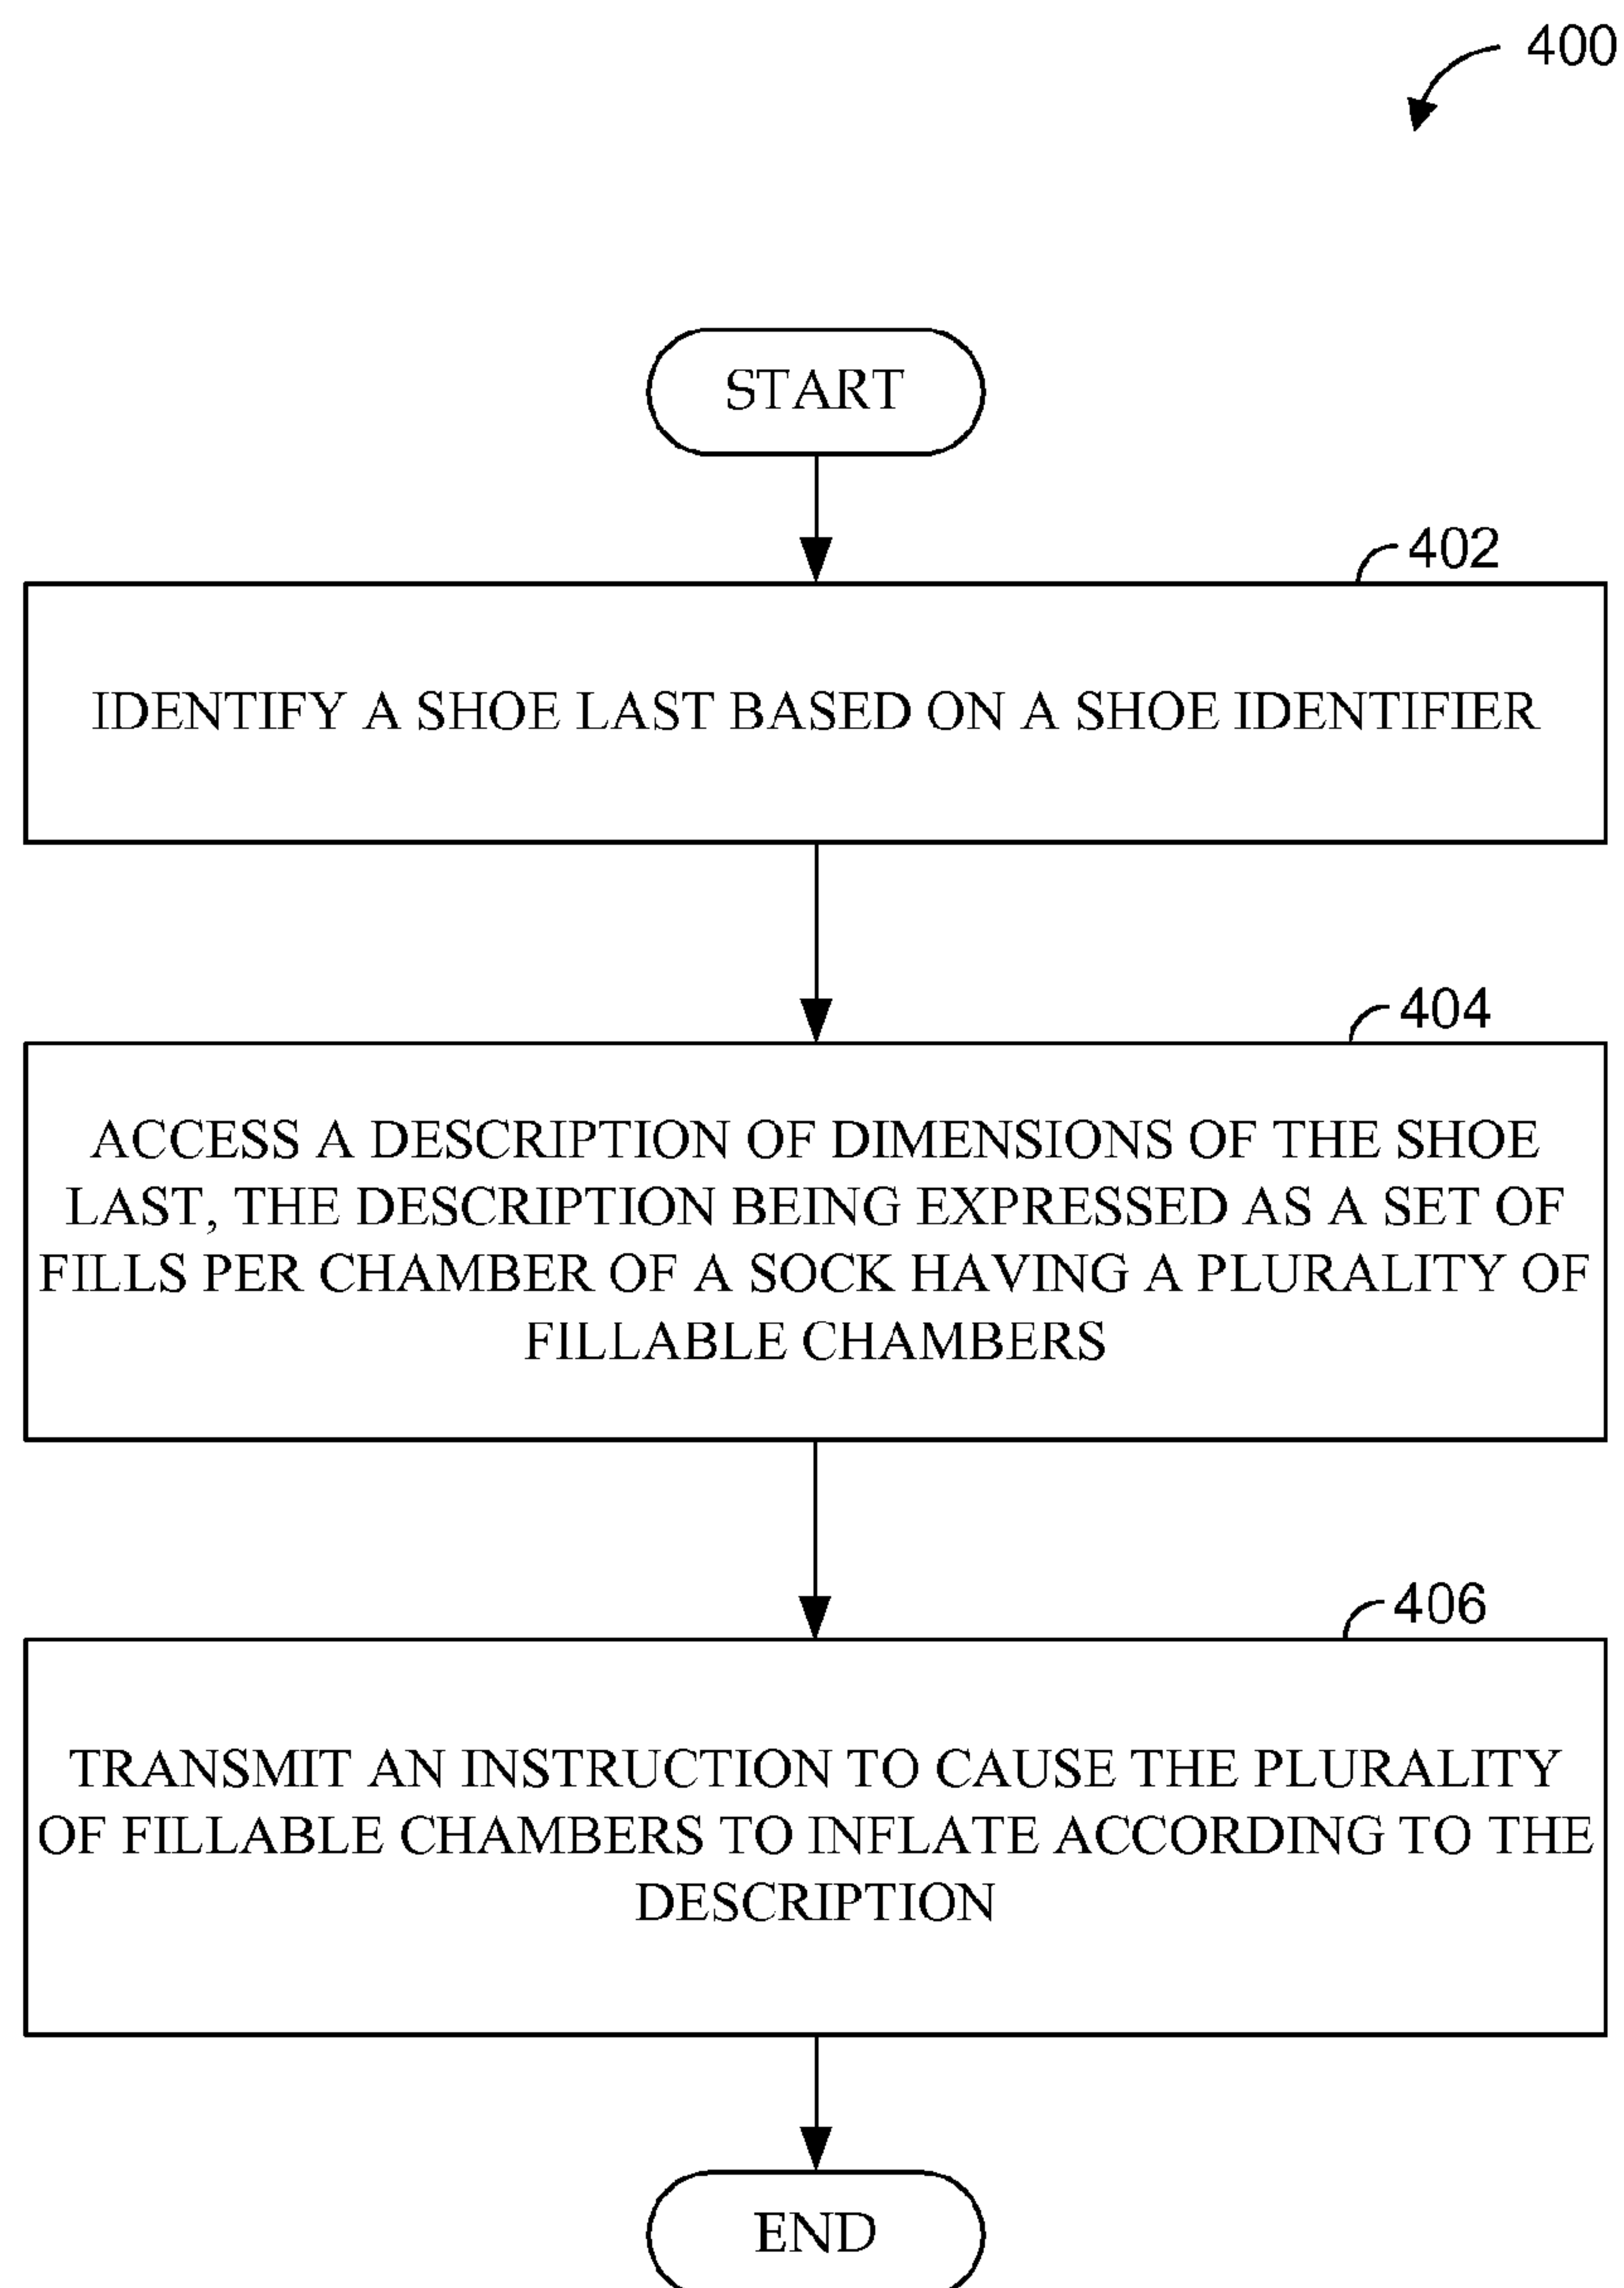 400
START
402
IDENTIFY A SHOE LAST BASED ON A SHOE IDENTIFIER
404
ACCESS A DESCRIPTION OF DIMENSIONS OF THE SHOE
LAST, THE DESCRIPTION BEING EXPRESSED AS A SET OF
FILLS PER CHAMBER OF A SOCK HAVING A PLURALITY OF
FILLABLE CHAMBERS
406
TRANSMIT AN INSTRUCTION TO CAUSE THE PLURALITY
OF FILLABLE CHAMBERS TO INFLATE ACCORDING TO THE
DESCRIPTION
END